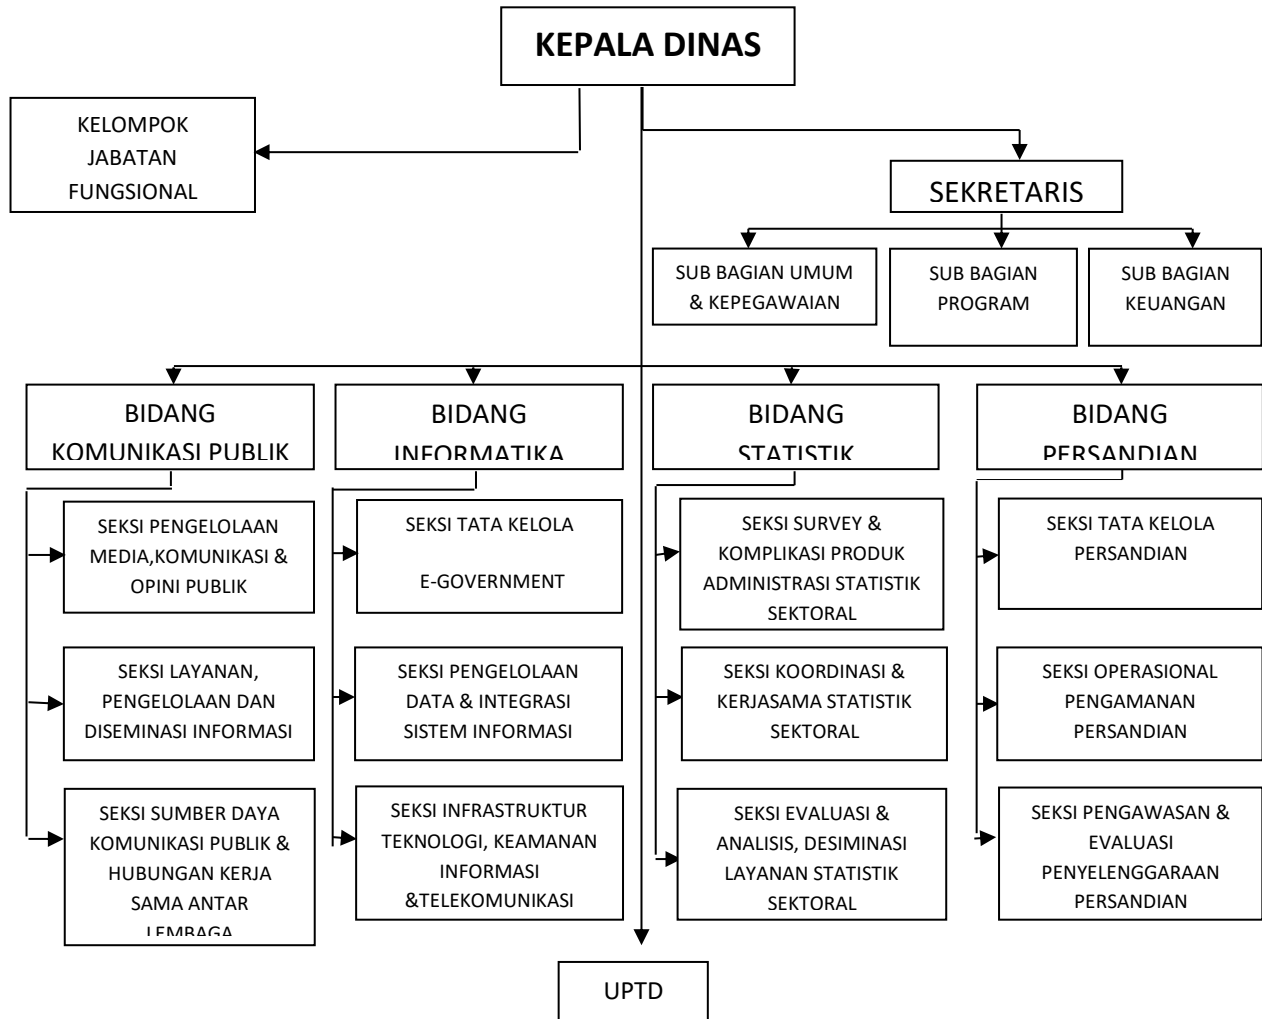 KEPALA DINAS
KELOMPOK
JABATAN
FUNGSIONAL
SEKRETARIS
SUB BAGIAN UMUM
& KEPEGAWAIAN
SUB BAGIAN
PROGRAM
SUB BAGIAN
KEUANGAN
BIDANG
KOMUNIKASI PUBLIK
BIDANG
INFORMATIKA
BIDANG
STATISTIK
BIDANG
PERSANDIAN
SEKSI PENGELOLAAN
MEDIA,KOMUNIKASI &
OPINI PUBLIK
SEKSI TATA KELOLA
E-GOVERNMENT
SEKSI SURVEY &
KOMPLIKASI PRODUK
ADMINISTRASI STATISTIK
SEKTORAL
SEKSI TATA KELOLA
PERSANDIAN
SEKSI LAYANAN,
PENGELOLAAN DAN
DISEMINASI INFORMASI
SEKSI PENGELOLAAN
DATA & INTEGRASI
SISTEM INFORMASI
SEKSI KOORDINASI &
KERJASAMA STATISTIK
SEKTORAL
SEKSI OPERASIONAL
PENGAMANAN
PERSANDIAN
SEKSI SUMBER DAYA
KOMUNIKASI PUBLIK &
HUBUNGAN KERJA
SAMA ANTAR
LEMBAGA
SEKSI INFRASTRUKTUR
TEKNOLOGI, KEAMANAN
INFORMASI
&TELEKOMUNIKASI
SEKSI EVALUASI &
ANALISIS, DESIMINASI
LAYANAN STATISTIK
SEKTORAL
SEKSI PENGAWASAN &
EVALUASI
PENYELENGGARAAN
PERSANDIAN
UPTD